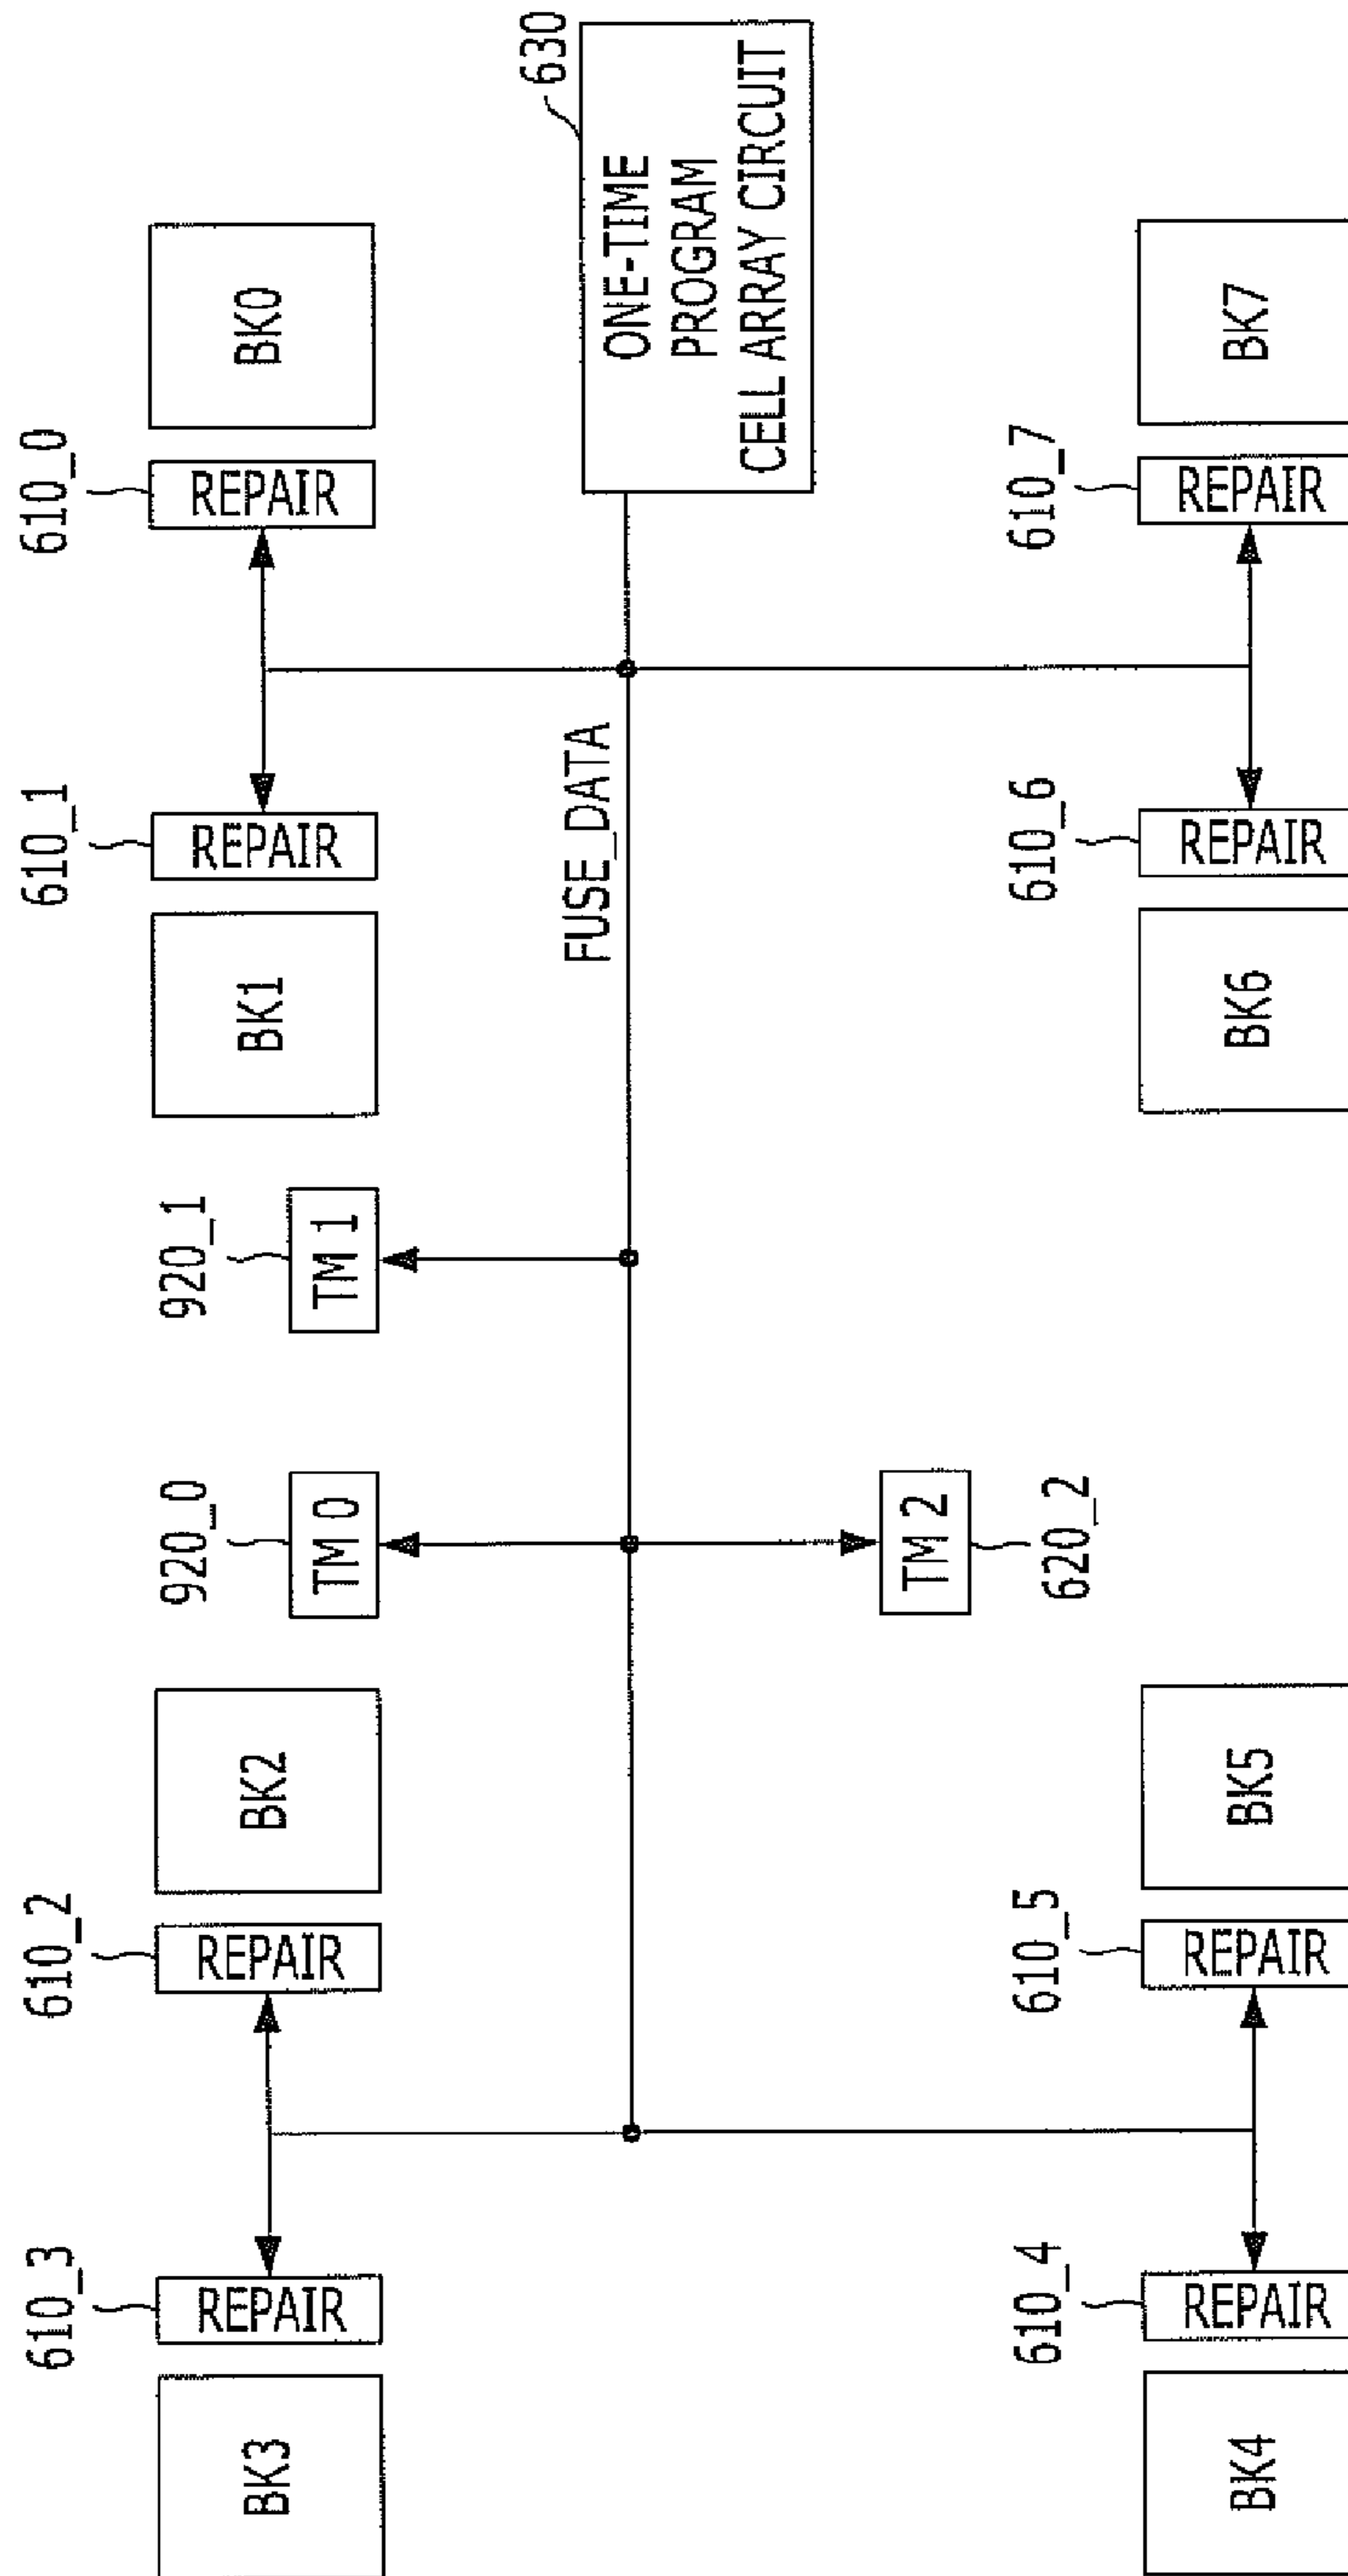 610_3
610_2
920_0
920_1
610_1
610_0
BK3
REPAIR
REPAIR
BK2
TM 0
TM 1
BK1
REPAIR
REPAIR
BK0
630
FUSE_DATA
ONE-TIME
PROGRAM
CELL ARRAY CIRCUIT
TM 2
620_2
610_4
610_5
610_6
610_7
BK4
REPAIR
REPAIR
BK5
BK6
REPAIR
REPAIR
BK7